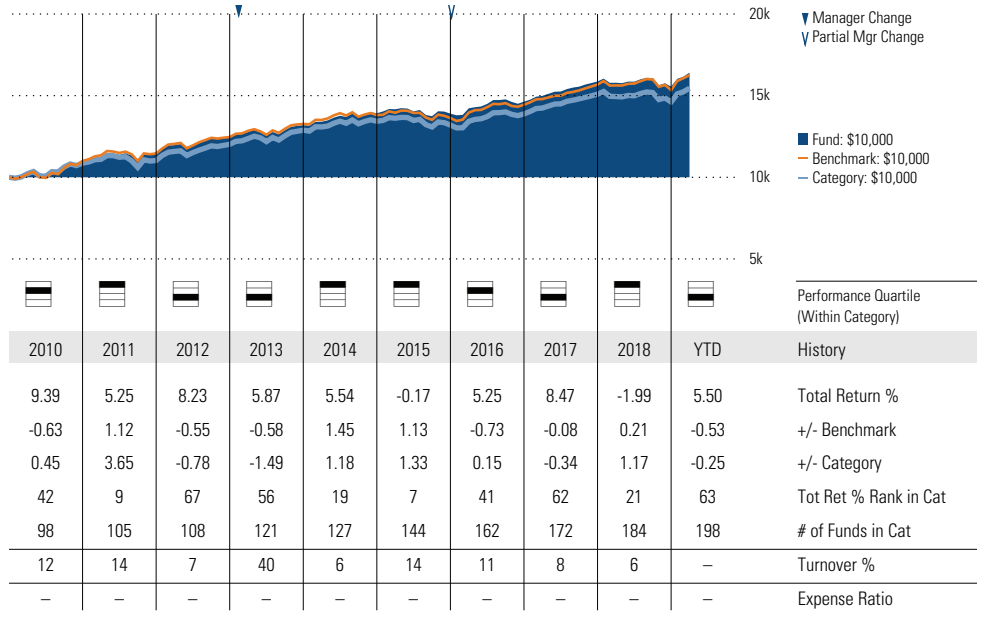 20k
Manager Change
Partial Mgr Change
15k
Fund: $10,000
Benchmark: $10,000
Category: $10,000
10k
5k
Performance Quartile
(Within Category)
2010 2011 2012 2013 2014 2015 2016 2017 2018 YTD History
9.39 5.25 8.23 5.87 5.54 -0.17 5.25 8.47 -1.99 5.50 Total Return %
-0.63 1.12 -0.55 -0.58 1.45 1.13 -0.73 -0.08 0.21 -0.53 +/- Benchmark
0.45 3.65 -0.78 -1.49 1.18 1.33 0.15 -0.34 1.17 -0.25 +/- Category
42 9 67 56 19 7 41 62 21 63 Tot Ret % Rank in Cat
98 105 108 121 127 144 162 172 184 198 # of Funds in Cat
12 14 7 40 6 14 11 8 6 – Turnover %
– – – – – – – – – – Expense Ratio